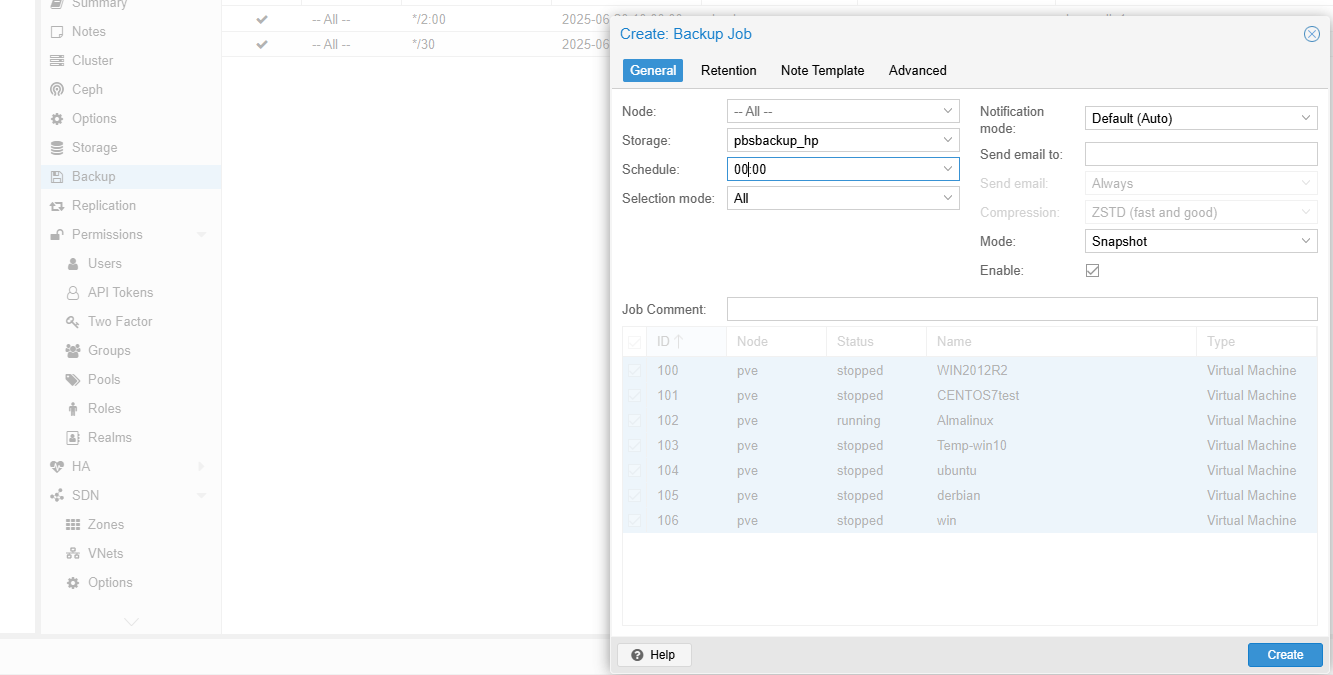 Summary
Notes
Cluster
Ceph
Options
Storage
Backup
Replication
Permissions
Users
API Tokens
Two Factor
Groups
Pools
Roles
Realms
HA
SDN
Zones
VNets
Options
-- All -- */2:00 2025-06
-- All -- */30 2025-06
Create: Backup Job
General Note Template Advanced Retention
Node: -- All --
Storage: pbsbackup_hp
Schedule: 00:00
Selection mode: All
Notification mode: Default (Auto)
Send email to:
Send email: Always
Compression: ZSTD (fast and good)
Mode: Snapshot
Enable:
Job Comment:
ID Node Status Name Type
100 pve stopped WIN2012R2 Virtual Machine
101 pve stopped CENTOS7test Virtual Machine
102 pve running Almalinux Virtual Machine
103 pve stopped Temp-win10 Virtual Machine
104 pve stopped ubuntu Virtual Machine
105 pve stopped derbian Virtual Machine
106 pve stopped win Virtual Machine
Help
Create